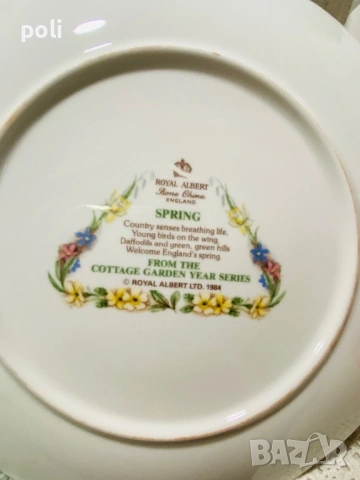 poli
ROYAL ALBERT
Bone China
ENGLAND
SPRING
Country senses breathing life,
Young birds on the wing
Daffodils and green, green hills
Welcome England's spring
FROM THE
COTTAGE GARDEN YEAR SERIES
© ROYAL ALBERT LTD. 1984
BAZAR